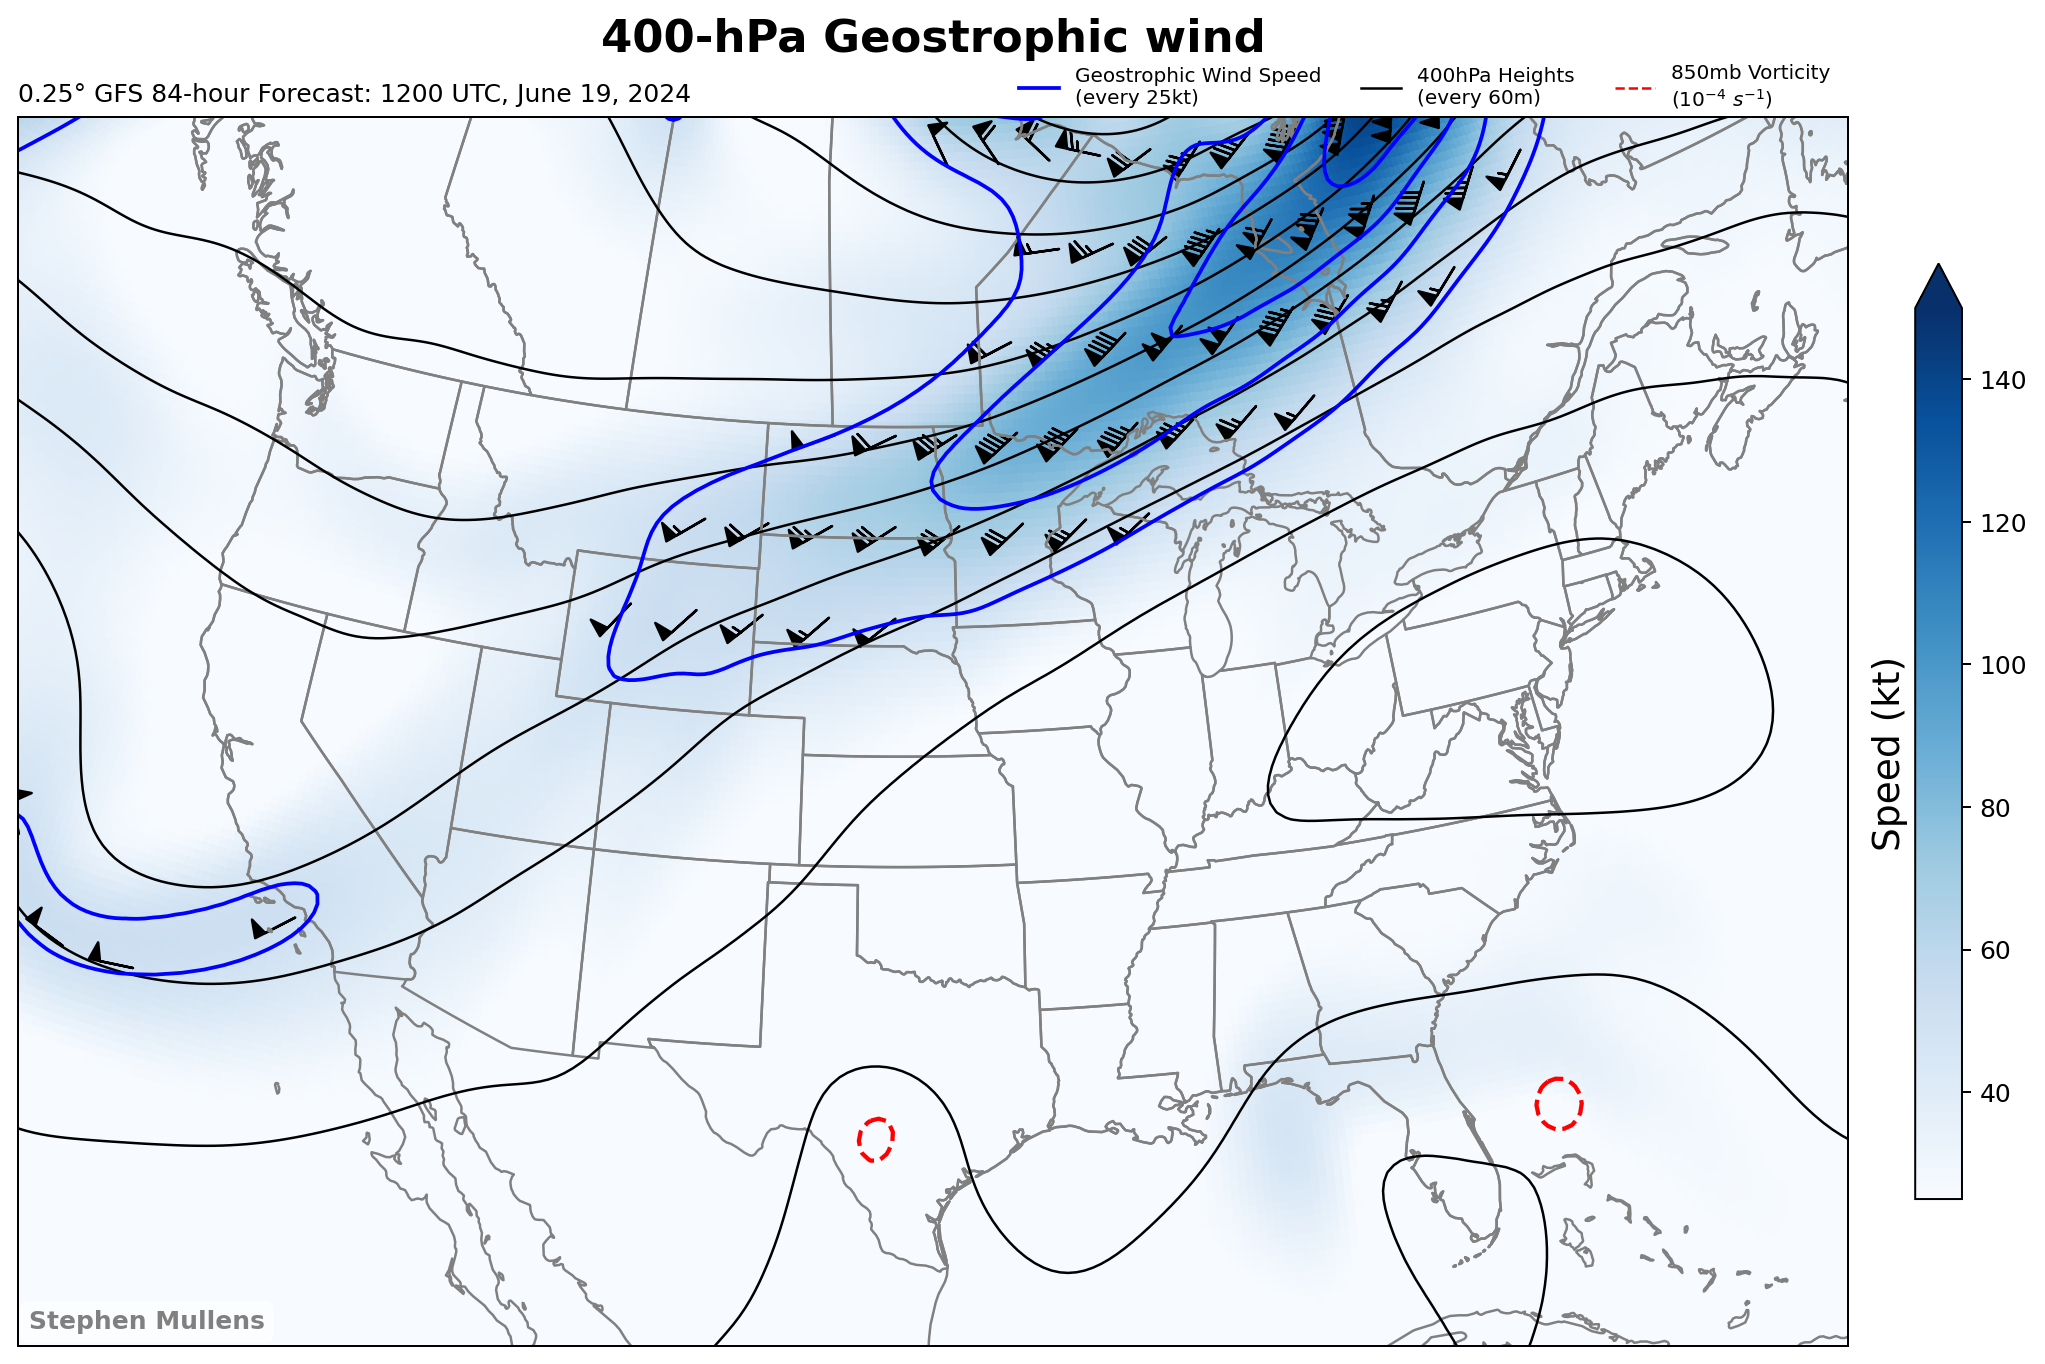 400-hPa Geostrophic wind
0.25° GFS 84-hour Forecast: 1200 UTC, June 19, 2024
Geostrophic Wind Speed
(every 25kt)
400hPa Heights
(every 60m)
850mb Vorticity
(10⁻⁴ s⁻¹)
140
120
100
80
60
40
Speed (kt)
Stephen Mullens